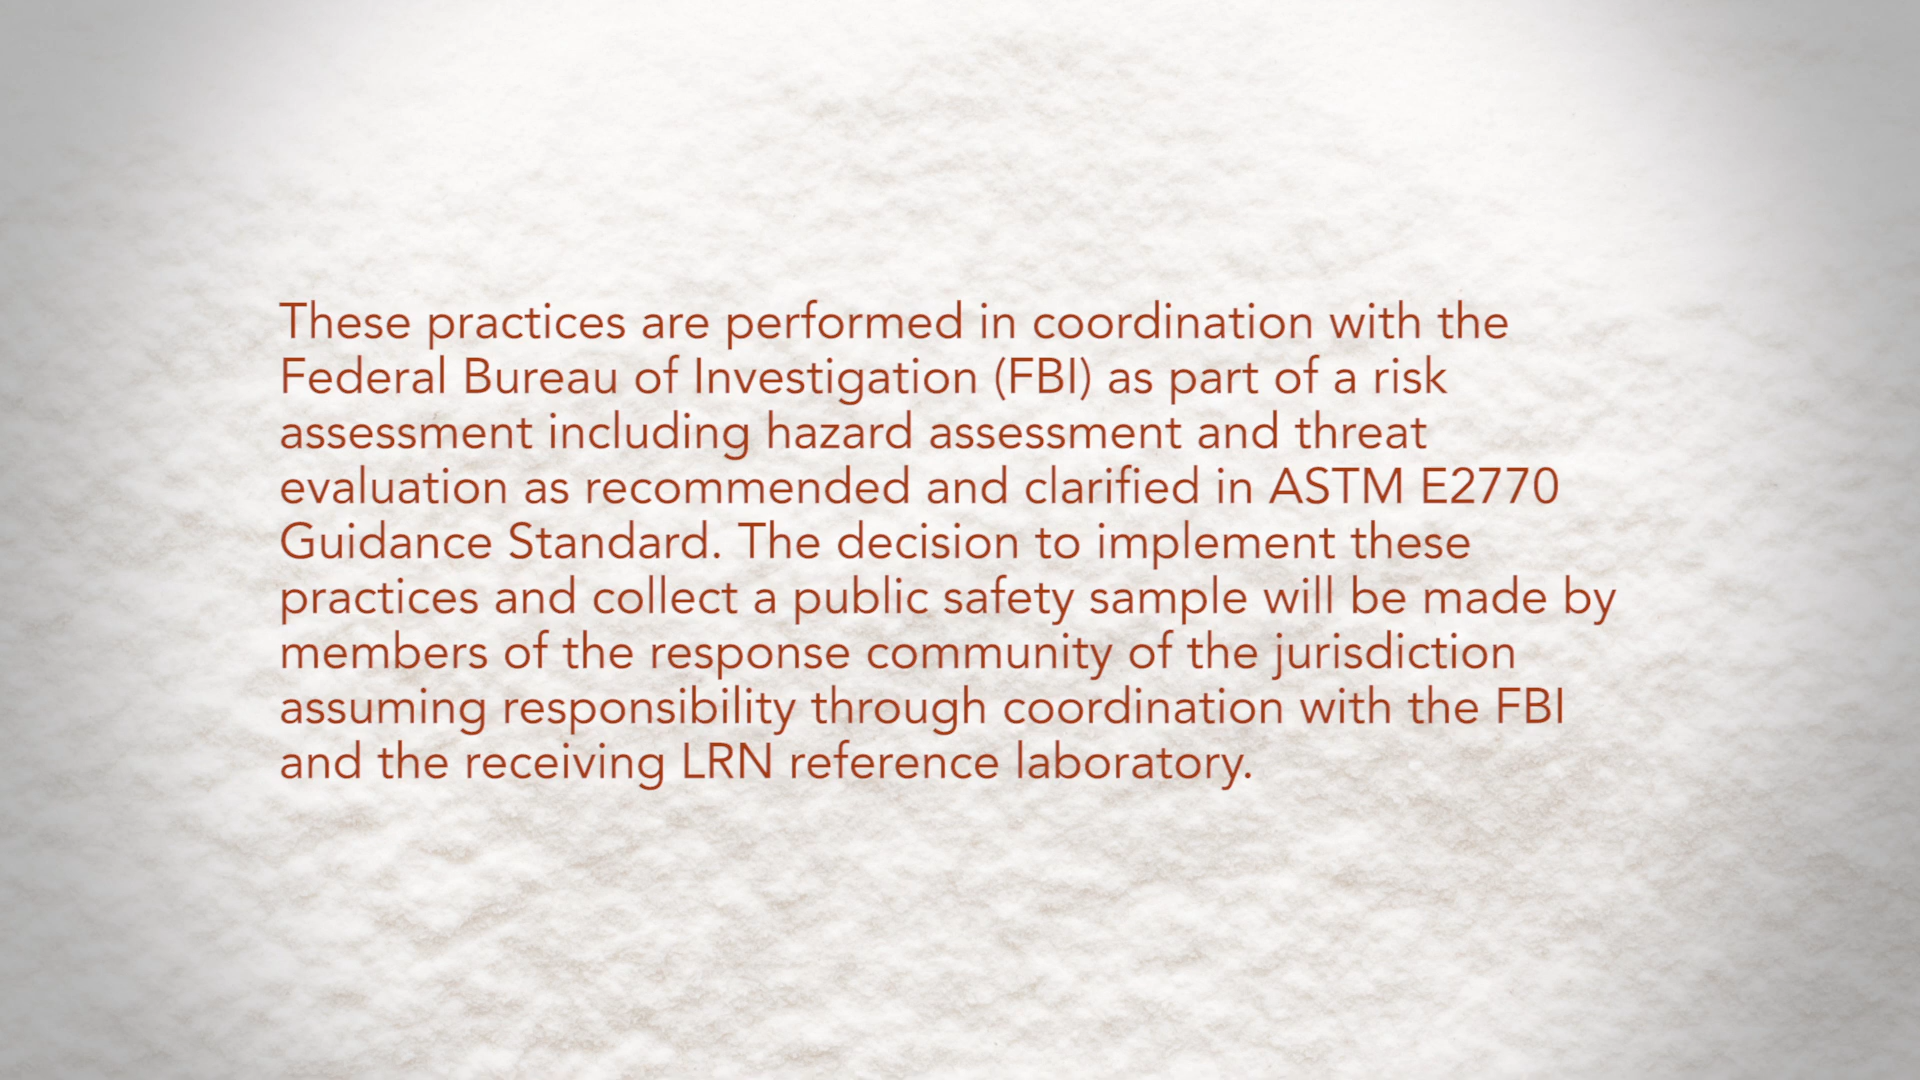 These practices are performed in coordination with the
Federal Bureau of Investigation (FBI) as part of a risk
assessment including hazard assessment and threat
evaluation as recommended and clarified in ASTM E2770
Guidance Standard. The decision to implement these
practices and collect a public safety sample will be made by
members of the response community of the jurisdiction
assuming responsibility through coordination with the FBI
and the receiving LRN reference laboratory.